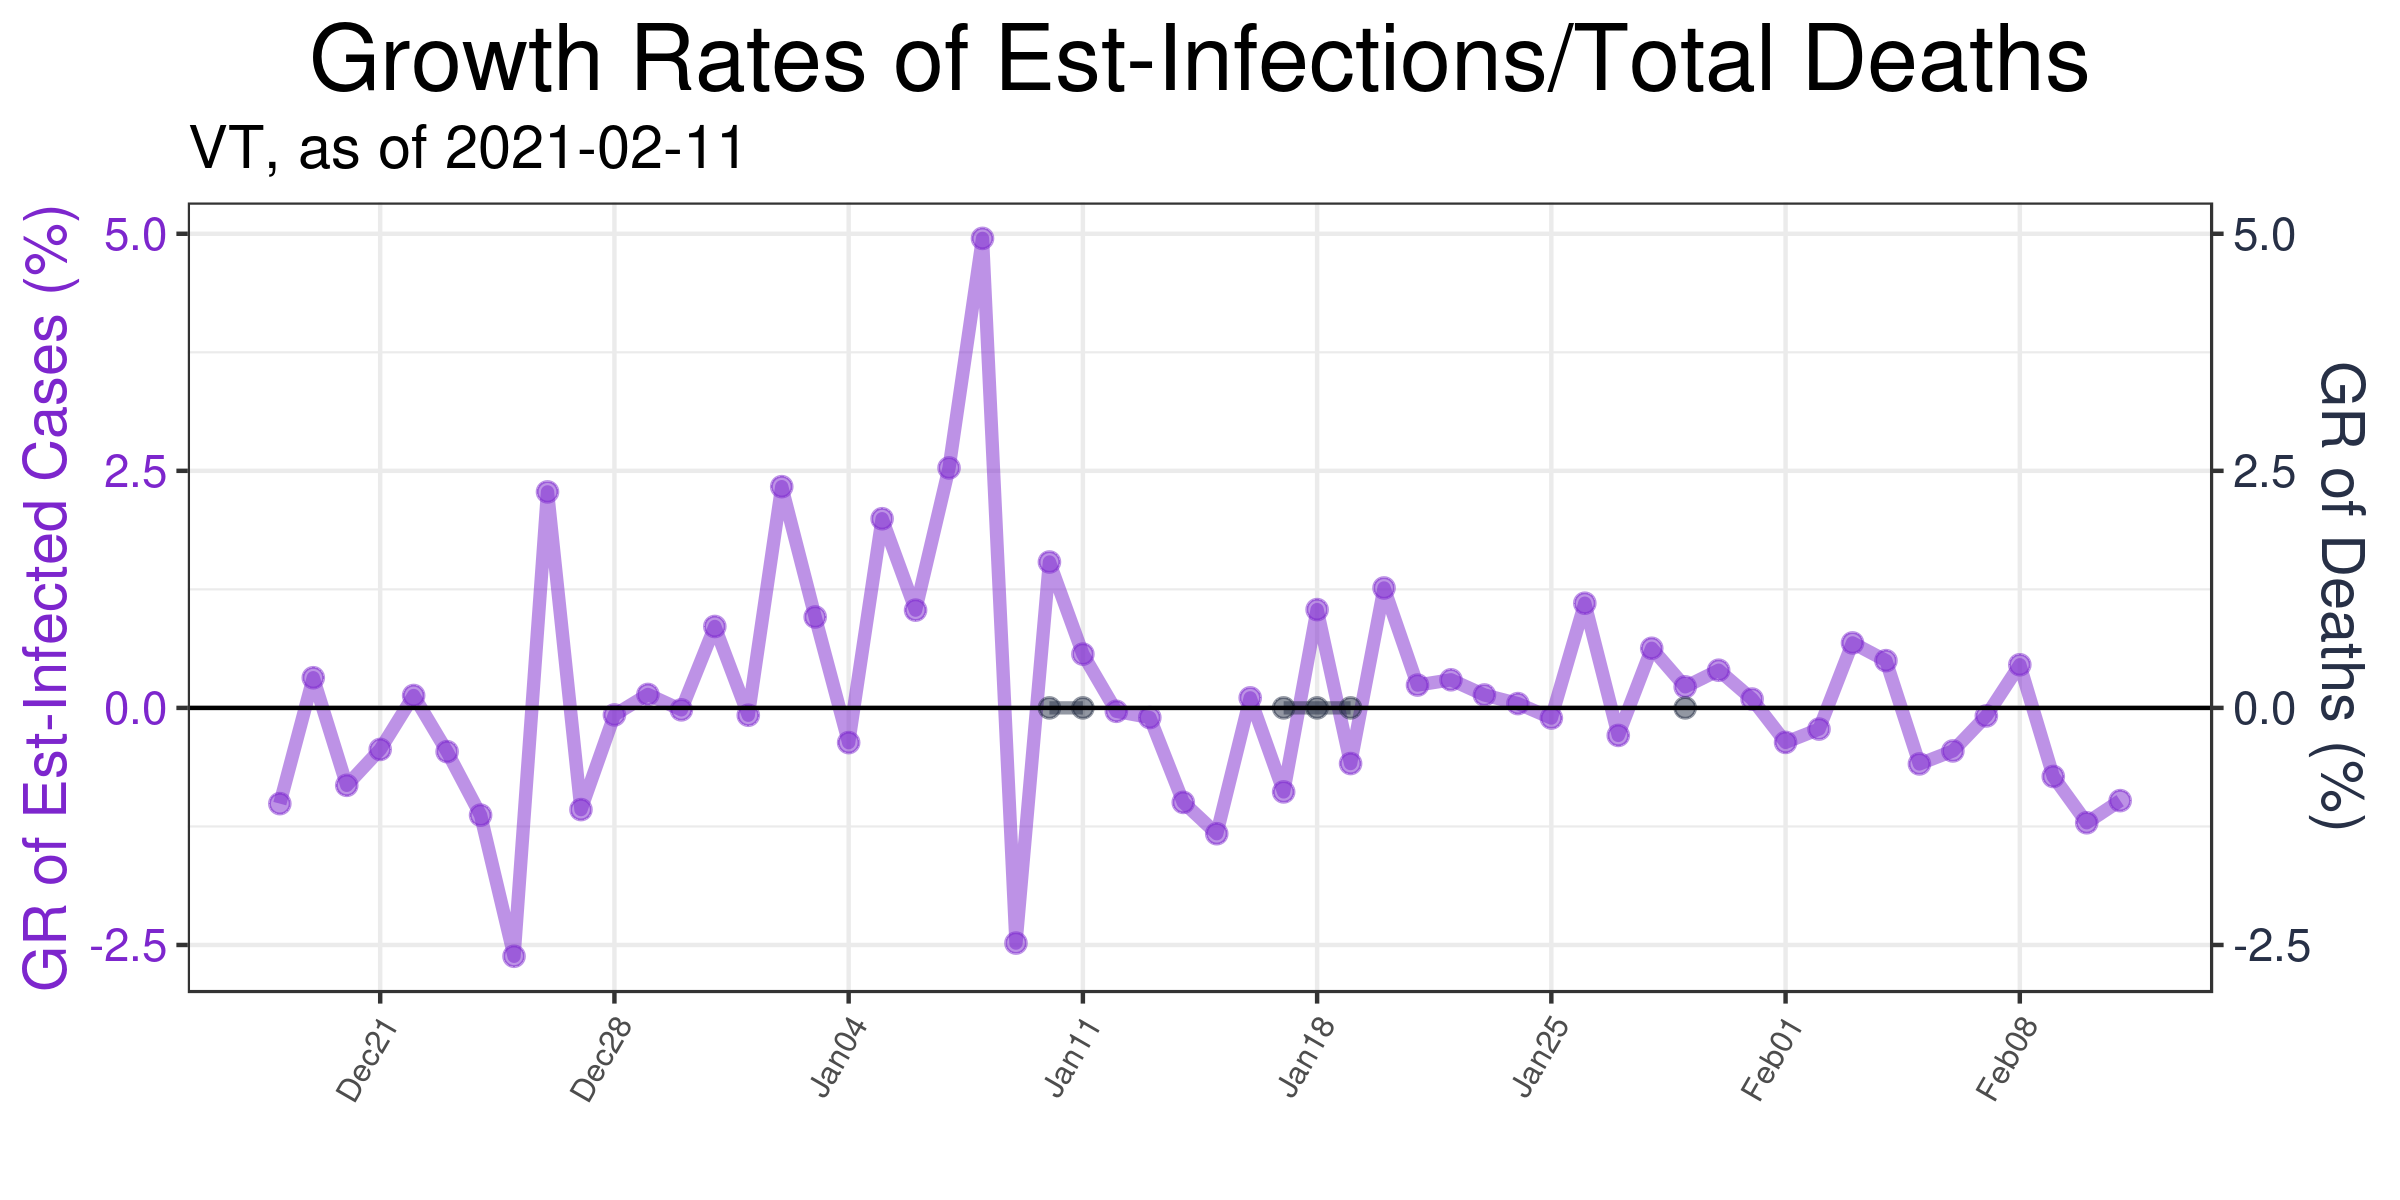 Growth Rates of Est-Infections/Total Deaths
VT, as of 2021-02-11
GR of Est-Infected Cases (%)
5.0
2.5
0.0
-2.5
5.0
2.5
0.0
-2.5
GR of Deaths (%)
Dec21
Dec28
Jan04
Jan11
Jan18
Jan25
Feb01
Feb08